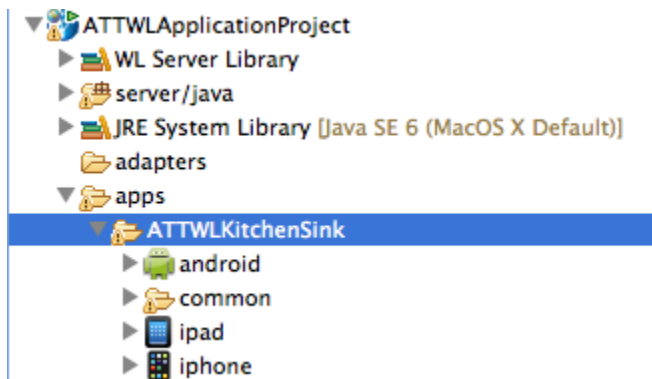 ATTWLApplicationProject
WL Server Library
server/java
JRE System Library [Java SE 6 (MacOS X Default)]
adapters
apps
ATTWLKitchenSink
android
common
ipad
iphone